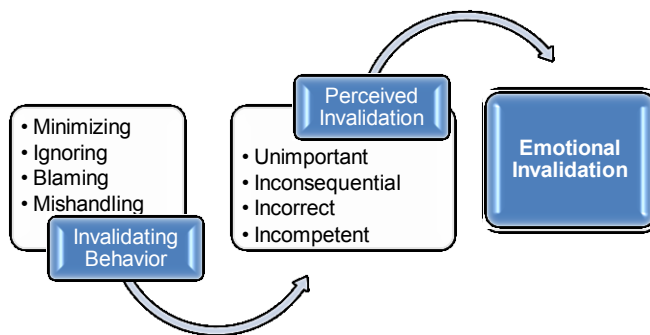 • Minimizing
• Ignoring
• Blaming
• Mishandling
Invalidating
Behavior
Perceived
Invalidation
• Unimportant
• Inconsequential
• Incorrect
• Incompetent
Emotional
Invalidation